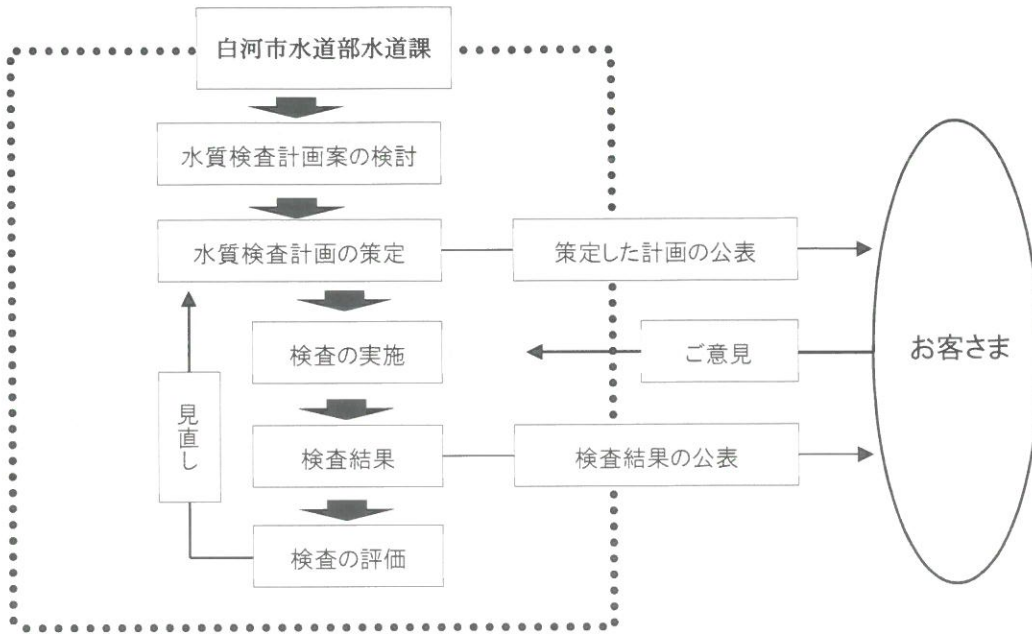 白河市水道部水道課
水質検査計画案の検討
水質検査計画の策定
策定した計画の公表
検査の実施
ご意見
お客さま
見直し
検査結果
検査結果の公表
検査の評価